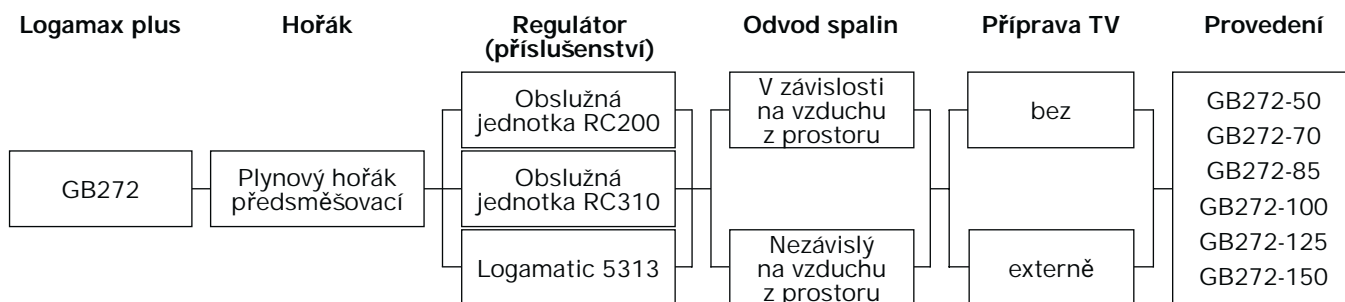 Logamax plus
Hořák
Regulátor
(příslušenství)
Odvod spalin
Příprava TV
Provedení
GB272
Plynový hořák
předsměšovací
Obslužná
jednotka RC200
Obslužná
jednotka RC310
Logamatic 5313
V závislosti
na vzduchu
z prostoru
Nezávislý
na vzduchu
z prostoru
bez
externě
GB272-50
GB272-70
GB272-85
GB272-100
GB272-125
GB272-150